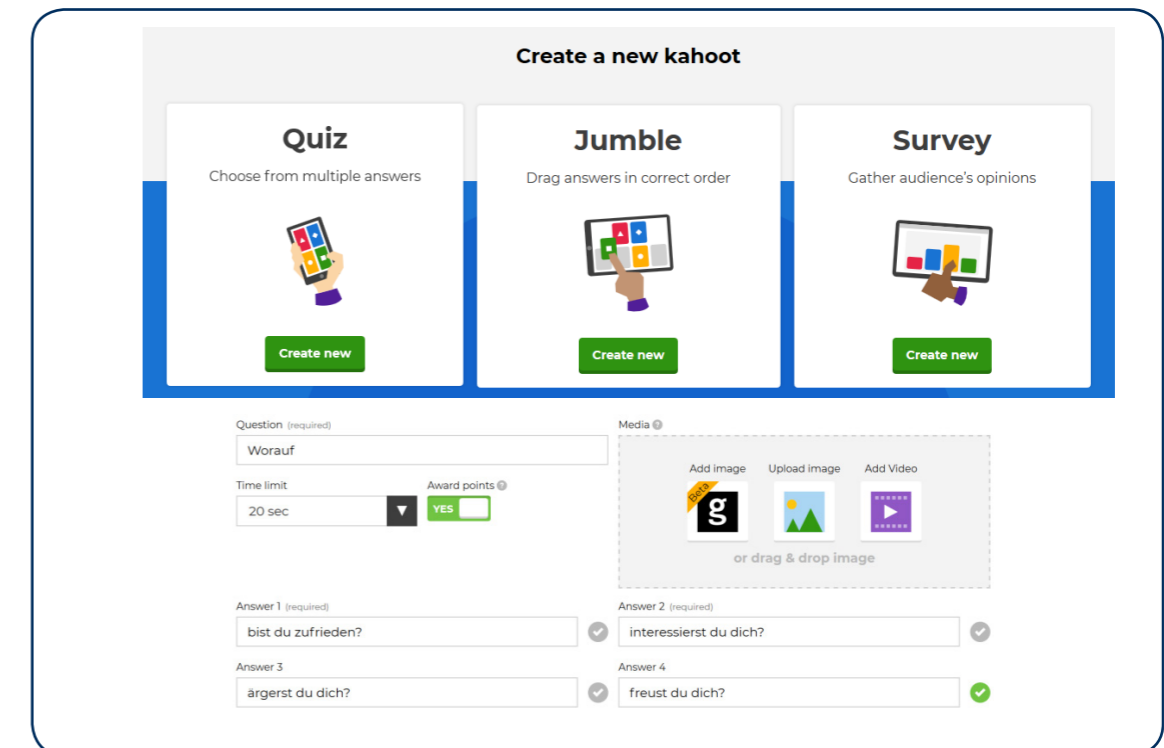 Create a new kahoot
Quiz
Choose from multiple answers
Create new
Jumble
Drag answers in correct order
Create new
Survey
Gather audience's opinions
Create new
Question (required)
Worauf
Time limit
20 sec
Award points ?
YES
Media ?
Add image
Upload image
Add Video
Beta
g
or drag & drop image
Answer 1 (required)
bist du zufrieden?
Answer 2 (required)
interessierst du dich?
Answer 3
ärgerst du dich?
Answer 4
freust du dich?